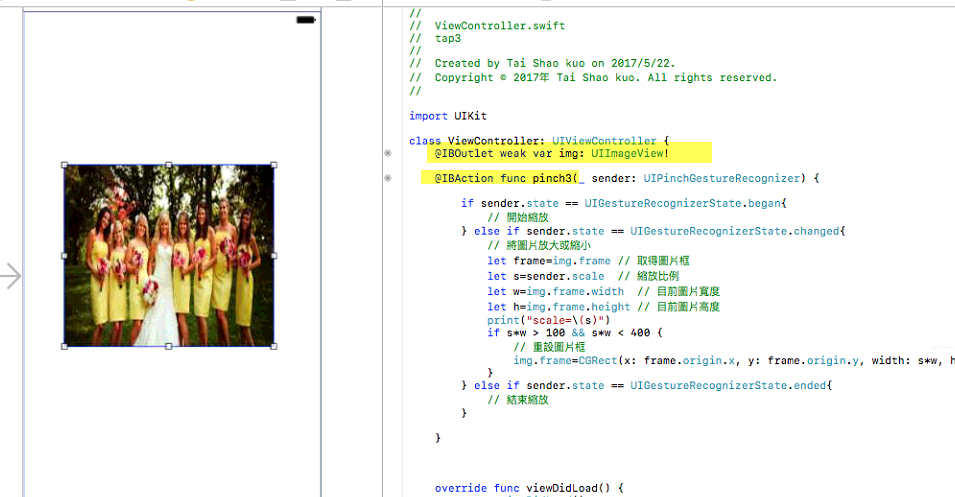 //
// ViewController.swift
// tap3
//
// Created by Tai Shao kuo on 2017/5/22.
// Copyright © 2017年 Tai Shao kuo. All rights reserved.
//
import UIKit
class ViewController: UIViewController {
@IBOutlet weak var img: UIImageView!
@IBAction func pinch3(_ sender: UIPinchGestureRecognizer) {
if sender.state == UIGestureRecognizerState.began{
// 開始縮放
} else if sender.state == UIGestureRecognizerState.changed{
// 將圖片放大或縮小
let frame=img.frame // 取得圖片框
let s=sender.scale // 縮放比例
let w=img.frame.width // 目前圖片寬度
let h=img.frame.height // 目前圖片高度
print("scale=\(s)")
if s*w > 100 && s*w < 400 {
// 重設圖片框
img.frame=CGRect(x: frame.origin.x, y: frame.origin.y, width: s*w, h
}
} else if sender.state == UIGestureRecognizerState.ended{
// 結束縮放
}
}
override func viewDidLoad() {